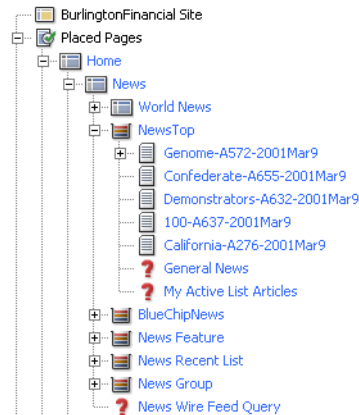 BurlingtonFinancial Site
Placed Pages
Home
News
World News
NewsTop
Genome-A572-2001Mar9
Confederate-A655-2001Mar9
Demonstrators-A632-2001Mar9
100-A637-2001Mar9
California-A276-2001Mar9
General News
My Active List Articles
BlueChipNews
News Feature
News Recent List
News Group
News Wire Feed Query